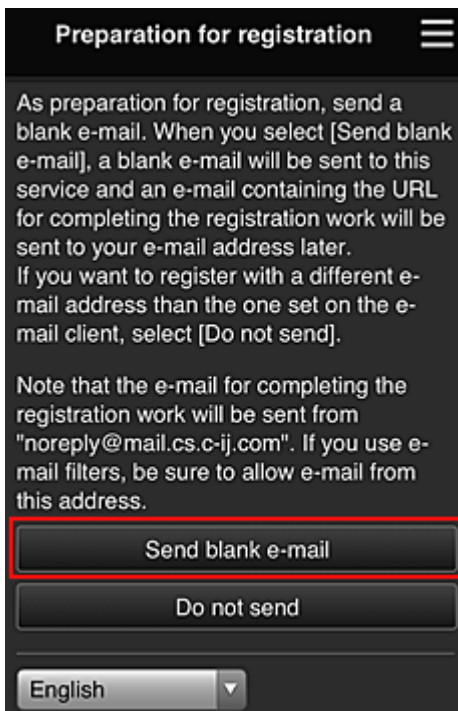 Preparation for registration
As preparation for registration, send a
blank e-mail. When you select [Send blank
e-mail], a blank e-mail will be sent to this
service and an e-mail containing the URL
for completing the registration work will be
sent to your e-mail address later.
If you want to register with a different e-
mail address than the one set on the e-
mail client, select [Do not send].
Note that the e-mail for completing the
registration work will be sent from
"noreply@mail.cs.c-ij.com". If you use e-
mail filters, be sure to allow e-mail from
this address.
Send blank e-mail
Do not send
English